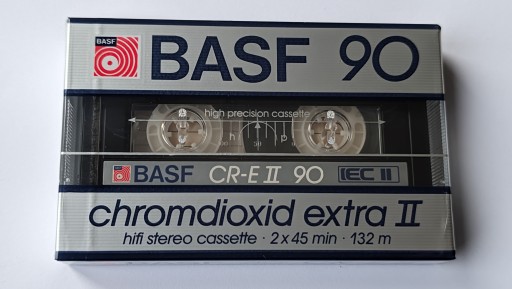 BASF
BASF 90
high precision cassette
h p
BASF CR-E II 90 IEC II
chromdioxid extra II
hifi stereo cassette · 2 x 45 min · 132 m